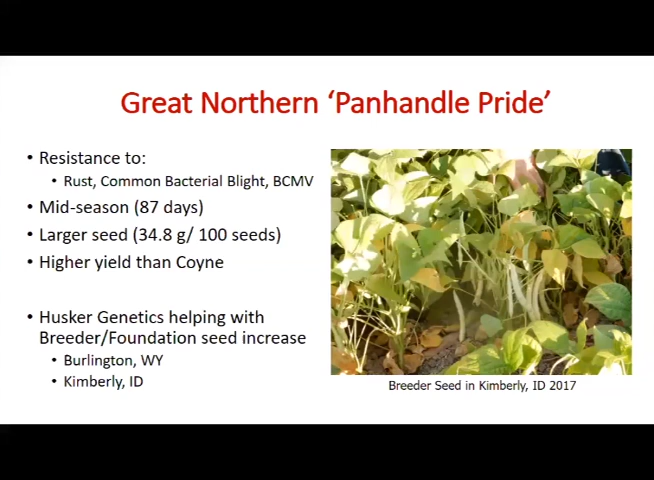 Great Northern ‘Panhandle Pride’
• Resistance to:
• Rust, Common Bacterial Blight, BCMV
• Mid-season (87 days)
• Larger seed (34.8 g/ 100 seeds)
• Higher yield than Coyne
• Husker Genetics helping with
Breeder/Foundation seed increase
• Burlington, WY
• Kimberly, ID
Breeder Seed in Kimberly, ID 2017